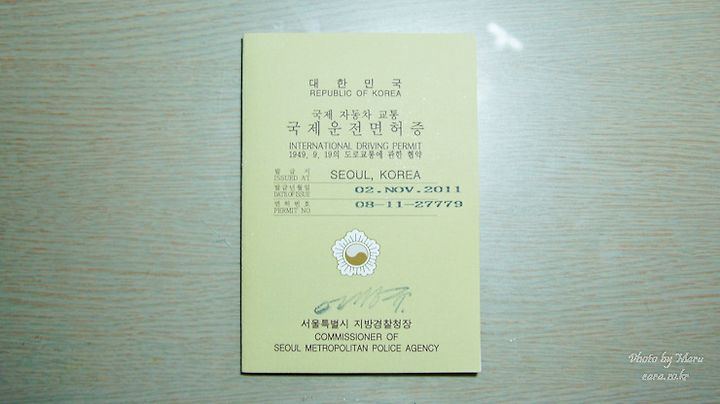 대 한 민 국
REPUBLIC OF KOREA
국제 자동차 교통
국제운전면허증
INTERNATIONAL DRIVING PERMIT
1949. 9. 19의 도로교통에 관한 협약
발 급 지
ISSUED AT SEOUL, KOREA
발급년월일 02.NOV.2011
DATE OF ISSUE
면 허 번 호 08-11-27779
PERMIT NO.
서울특별시 지방경찰청장
COMMISSIONER OF
SEOUL METROPOLITAN POLICE AGENCY
Photo by Maru
eara.ro.kr